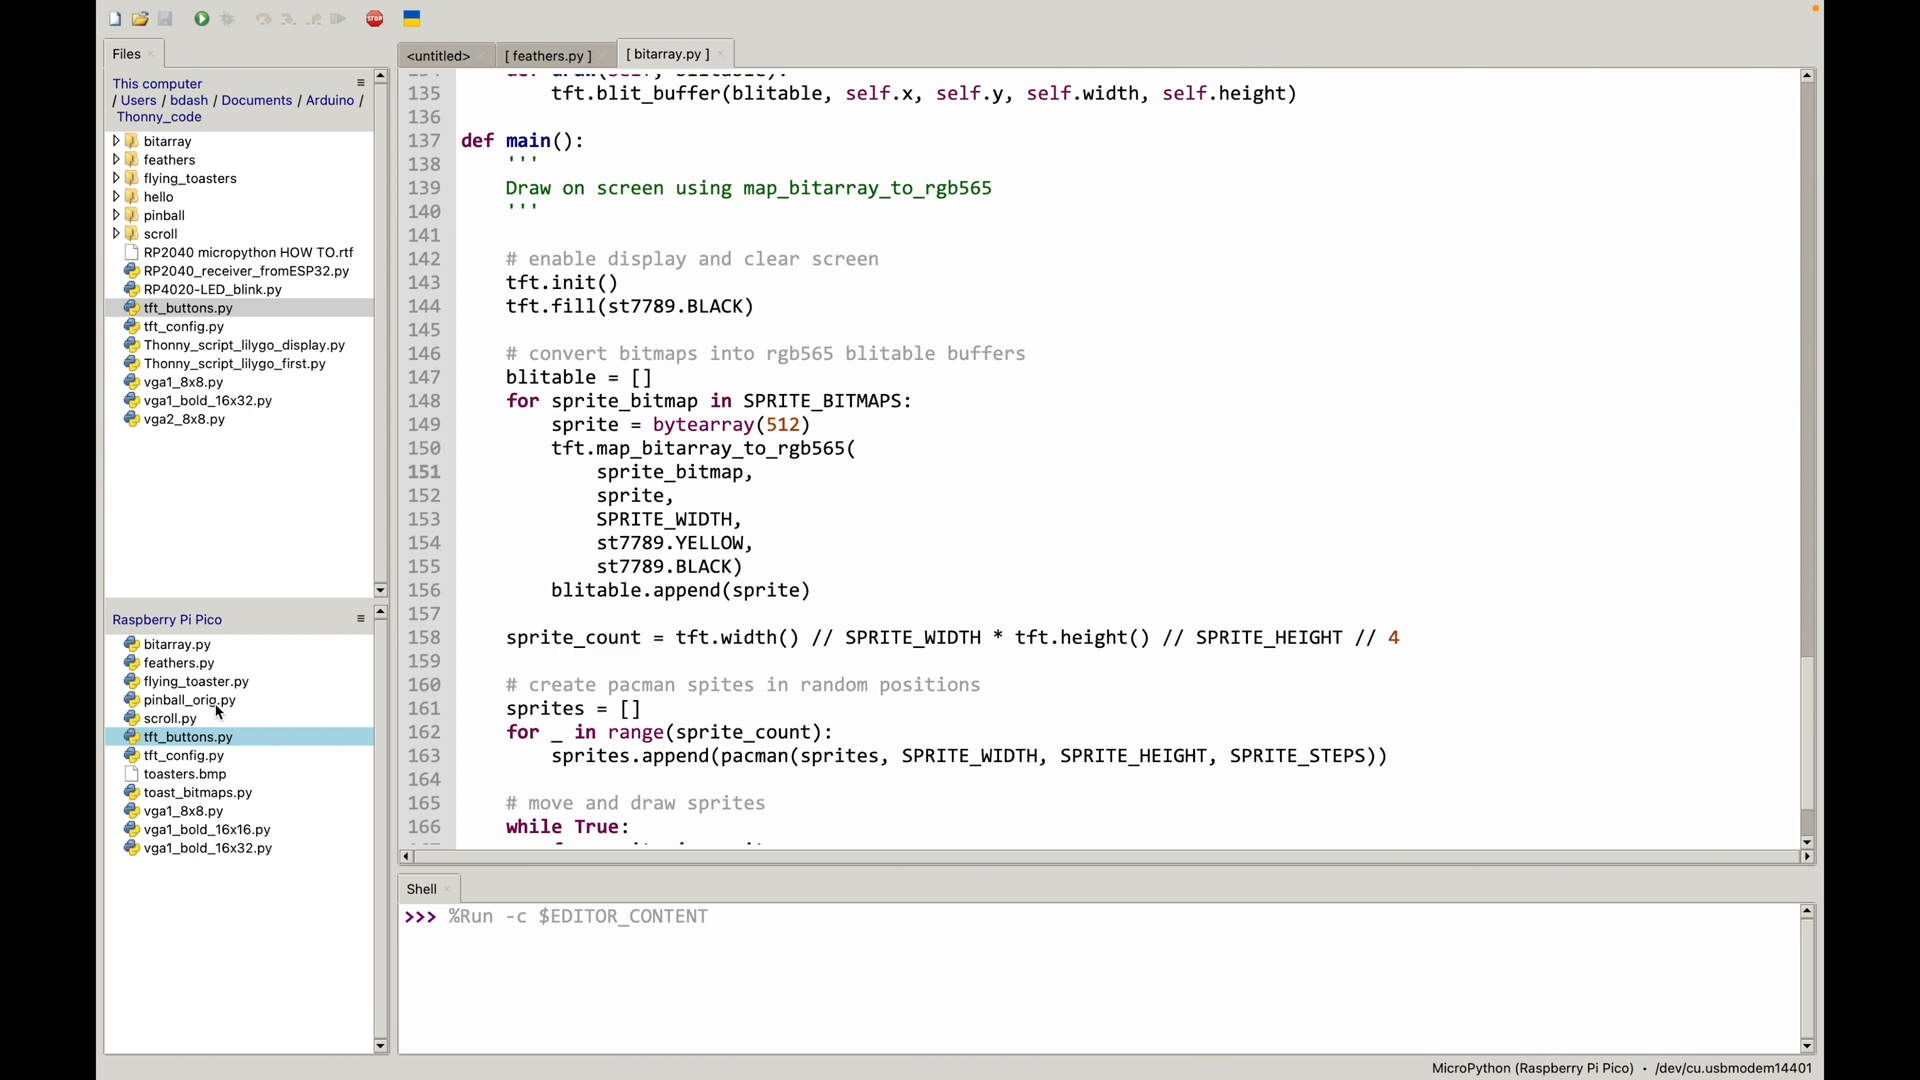 STOP
Files
<untitled>
[ feathers.py ]
[ bitarray.py ]
This computer
/ Users / bdash / Documents / Arduino /
Thonny_code
bitarray
feathers
flying_toasters
hello
pinball
scroll
RP2040 micropython HOW TO.rtf
RP2040_receiver_fromESP32.py
RP4020-LED_blink.py
tft_buttons.py
tft_config.py
Thonny_script_lilygo_display.py
Thonny_script_lilygo_first.py
vga1_8x8.py
vga1_bold_16x32.py
vga2_8x8.py
Raspberry Pi Pico
bitarray.py
feathers.py
flying_toaster.py
pinball_orig.py
scroll.py
tft_buttons.py
tft_config.py
toasters.bmp
toast_bitmaps.py
vga1_8x8.py
vga1_bold_16x16.py
vga1_bold_16x32.py
135 tft.blit_buffer(blitable, self.x, self.y, self.width, self.height)
136
137 def main():
138 '''
139 Draw on screen using map_bitarray_to_rgb565
140 '''
141
142 # enable display and clear screen
143 tft.init()
144 tft.fill(st7789.BLACK)
145
146 # convert bitmaps into rgb565 blitable buffers
147 blitable = []
148 for sprite_bitmap in SPRITE_BITMAPS:
149 sprite = bytearray(512)
150 tft.map_bitarray_to_rgb565(
151 sprite_bitmap,
152 sprite,
153 SPRITE_WIDTH,
154 st7789.YELLOW,
155 st7789.BLACK)
156 blitable.append(sprite)
157
158 sprite_count = tft.width() // SPRITE_WIDTH * tft.height() // SPRITE_HEIGHT // 4
159
160 # create pacman spites in random positions
161 sprites = []
162 for _ in range(sprite_count):
163 sprites.append(pacman(sprites, SPRITE_WIDTH, SPRITE_HEIGHT, SPRITE_STEPS))
164
165 # move and draw sprites
166 while True:
Shell
>>> %Run -c $EDITOR_CONTENT
MicroPython (Raspberry Pi Pico) • /dev/cu.usbmodem14401